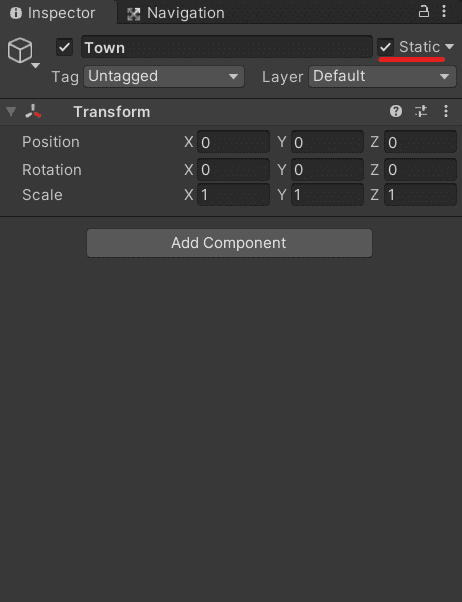 Inspector Navigation
Town Static
Tag Untagged Layer Default
Transform
Position X 0 Y 0 Z 0
Rotation X 0 Y 0 Z 0
Scale X 1 Y 1 Z 1
Add Component